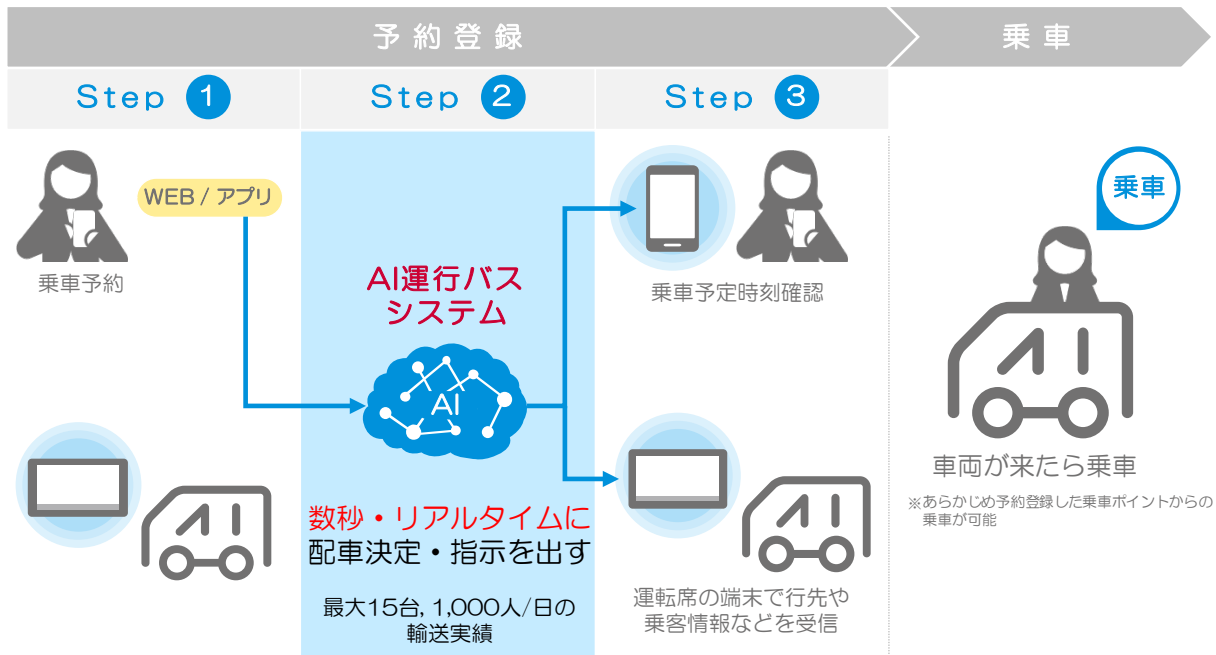 予約登録
乗車
Step 1
Step 2
Step 3
WEB / アプリ
乗車予約
AI運行バス
システム
AI
数秒・リアルタイムに
配車決定・指示を出す
最大15台, 1,000人/日の
輸送実績
乗車予定時刻確認
運転席の端末で行先や
乗客情報などを受信
乗車
AI
車両が来たら乗車
※あらかじめ予約登録した乗車ポイントからの
乗車が可能
AI
AI